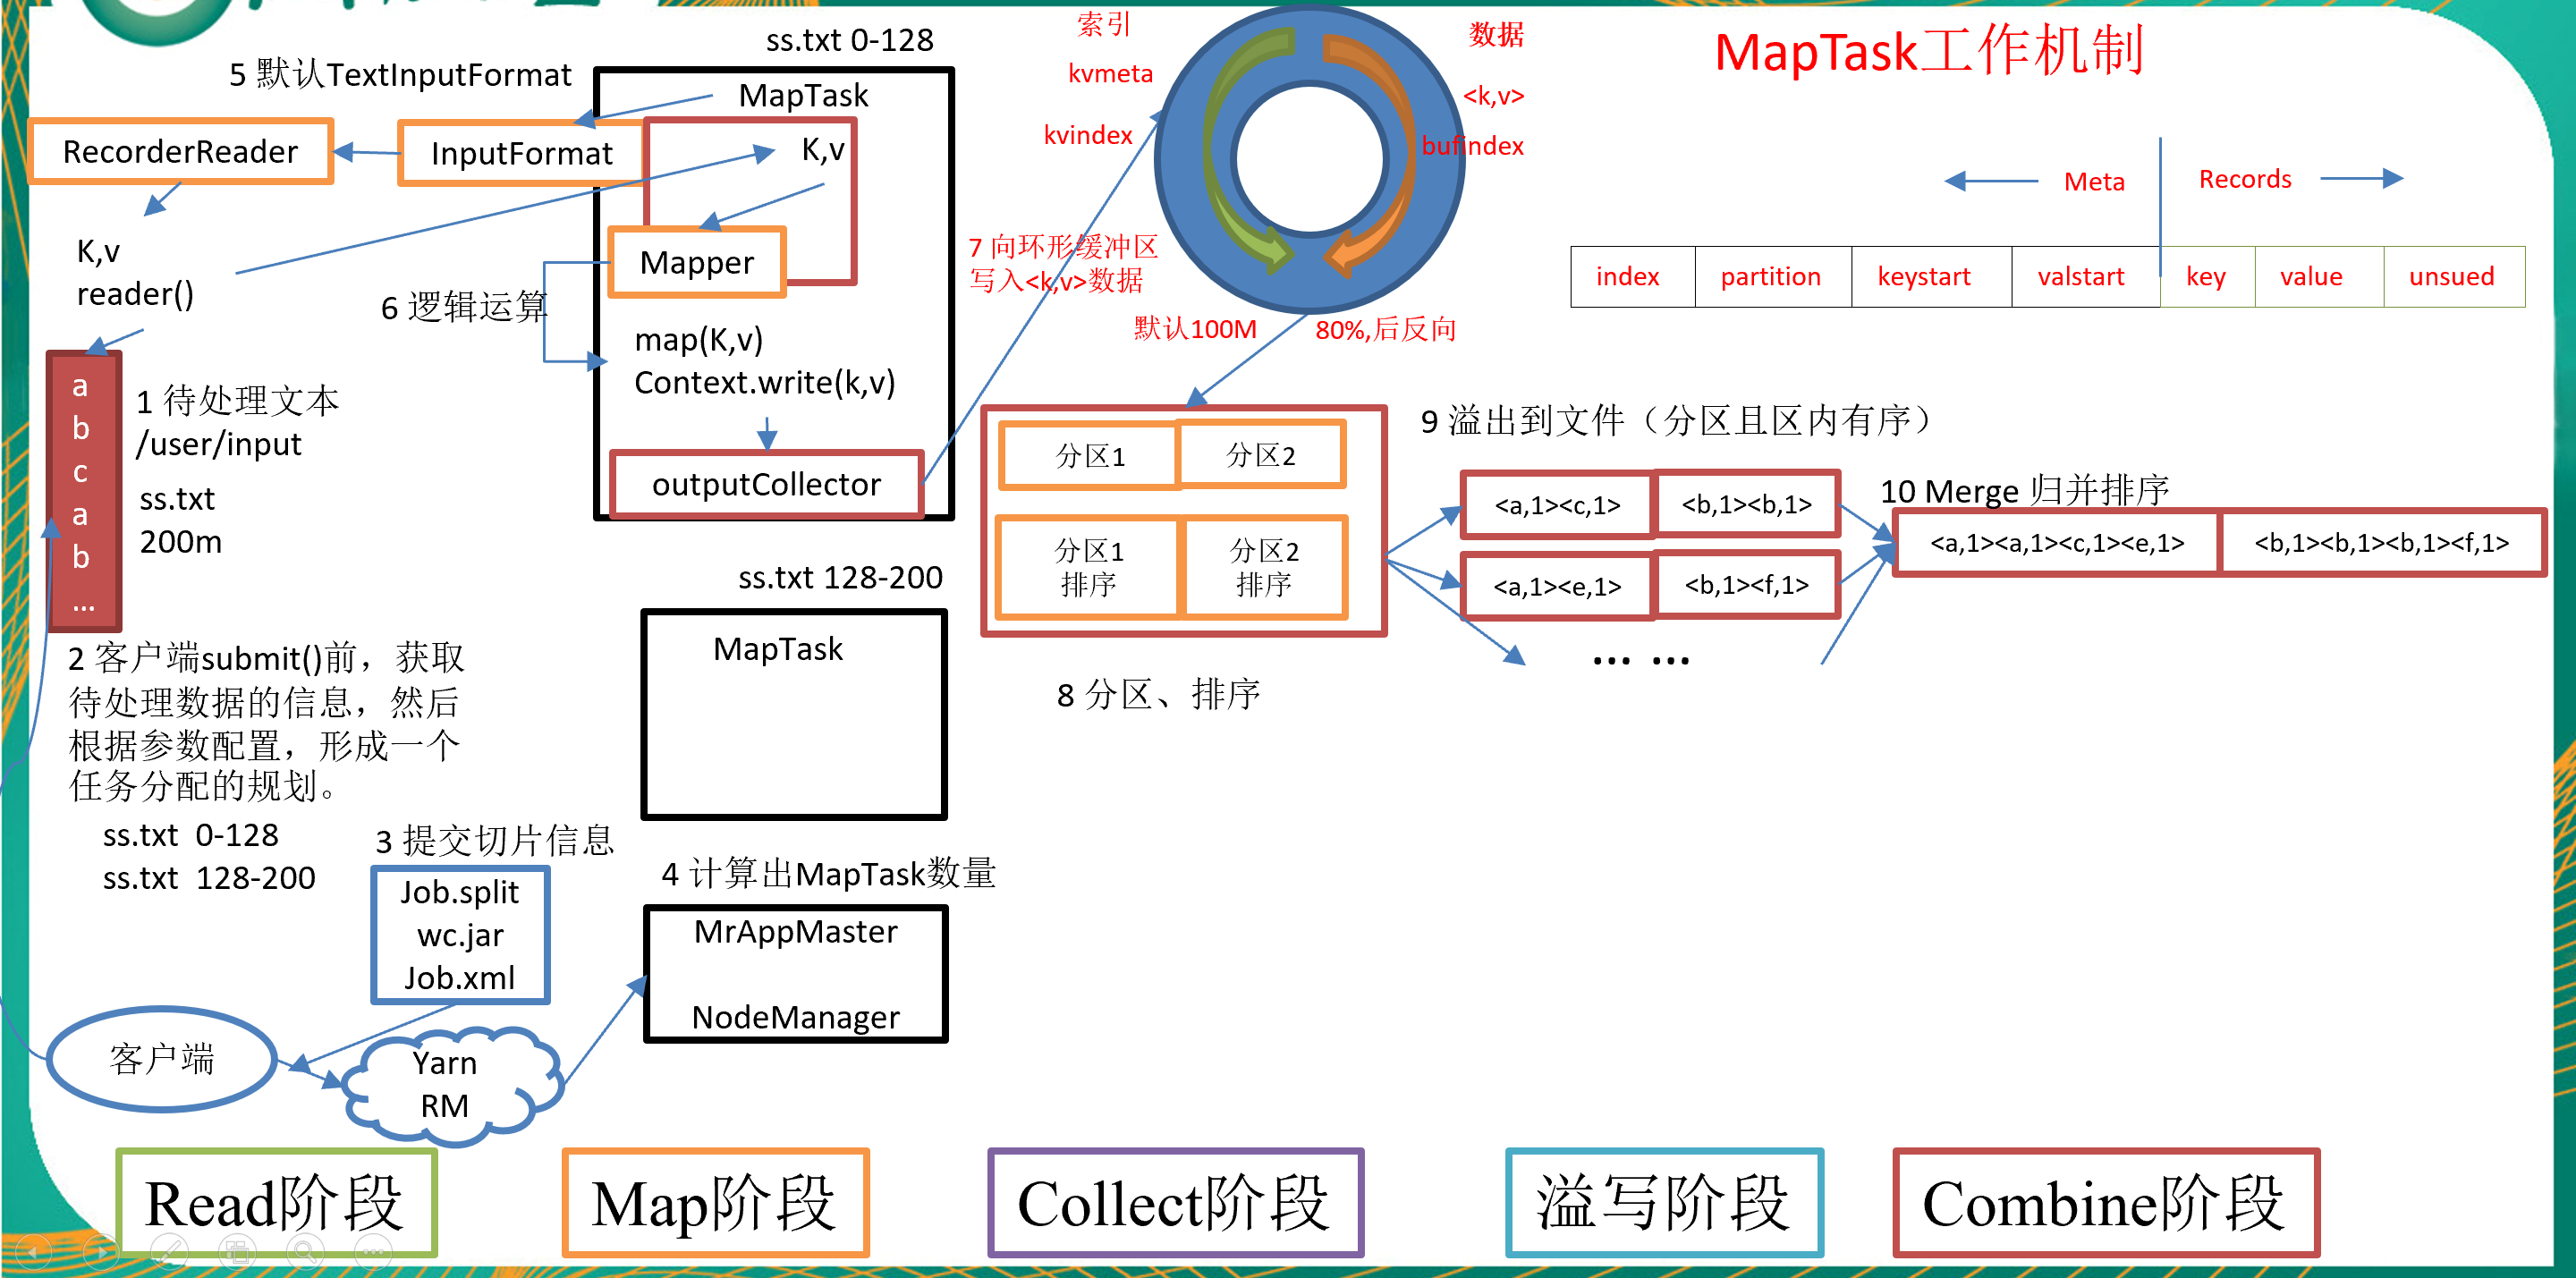 MapTask工作机制
ss.txt 0-128
5 默认TextInputFormat
MapTask
RecorderReader
InputFormat
K,v
K,v
reader()
Mapper
6 逻辑运算
map(K,v)
Context.write(k,v)
outputCollector
a
b
c
a
b
...
1 待处理文本
/user/input
ss.txt
200m
2 客户端submit()前，获取
待处理数据的信息，然后
根据参数配置，形成一个
任务分配的规划。
ss.txt 0-128
ss.txt 128-200
3 提交切片信息
Job.split
wc.jar
Job.xml
客户端
Yarn
RM
ss.txt 128-200
MapTask
4 计算出MapTask数量
MrAppMaster
NodeManager
索引
kvmeta
kvindex
数据
<k,v>
bufindex
7 向环形缓冲区
写入<k,v>数据
默认100M
80%,后反向
Meta
Records
index
partition
keystart
valstart
key
value
unsued
分区1
分区2
分区1
排序
分区2
排序
8 分区、排序
9 溢出到文件（分区且区内有序）
<a,1><c,1>
<b,1><b,1>
<a,1><e,1>
<b,1><f,1>
... ...
10 Merge 归并排序
<a,1><a,1><c,1><e,1>
<b,1><b,1><b,1><f,1>
Read阶段
Map阶段
Collect阶段
溢写阶段
Combine阶段